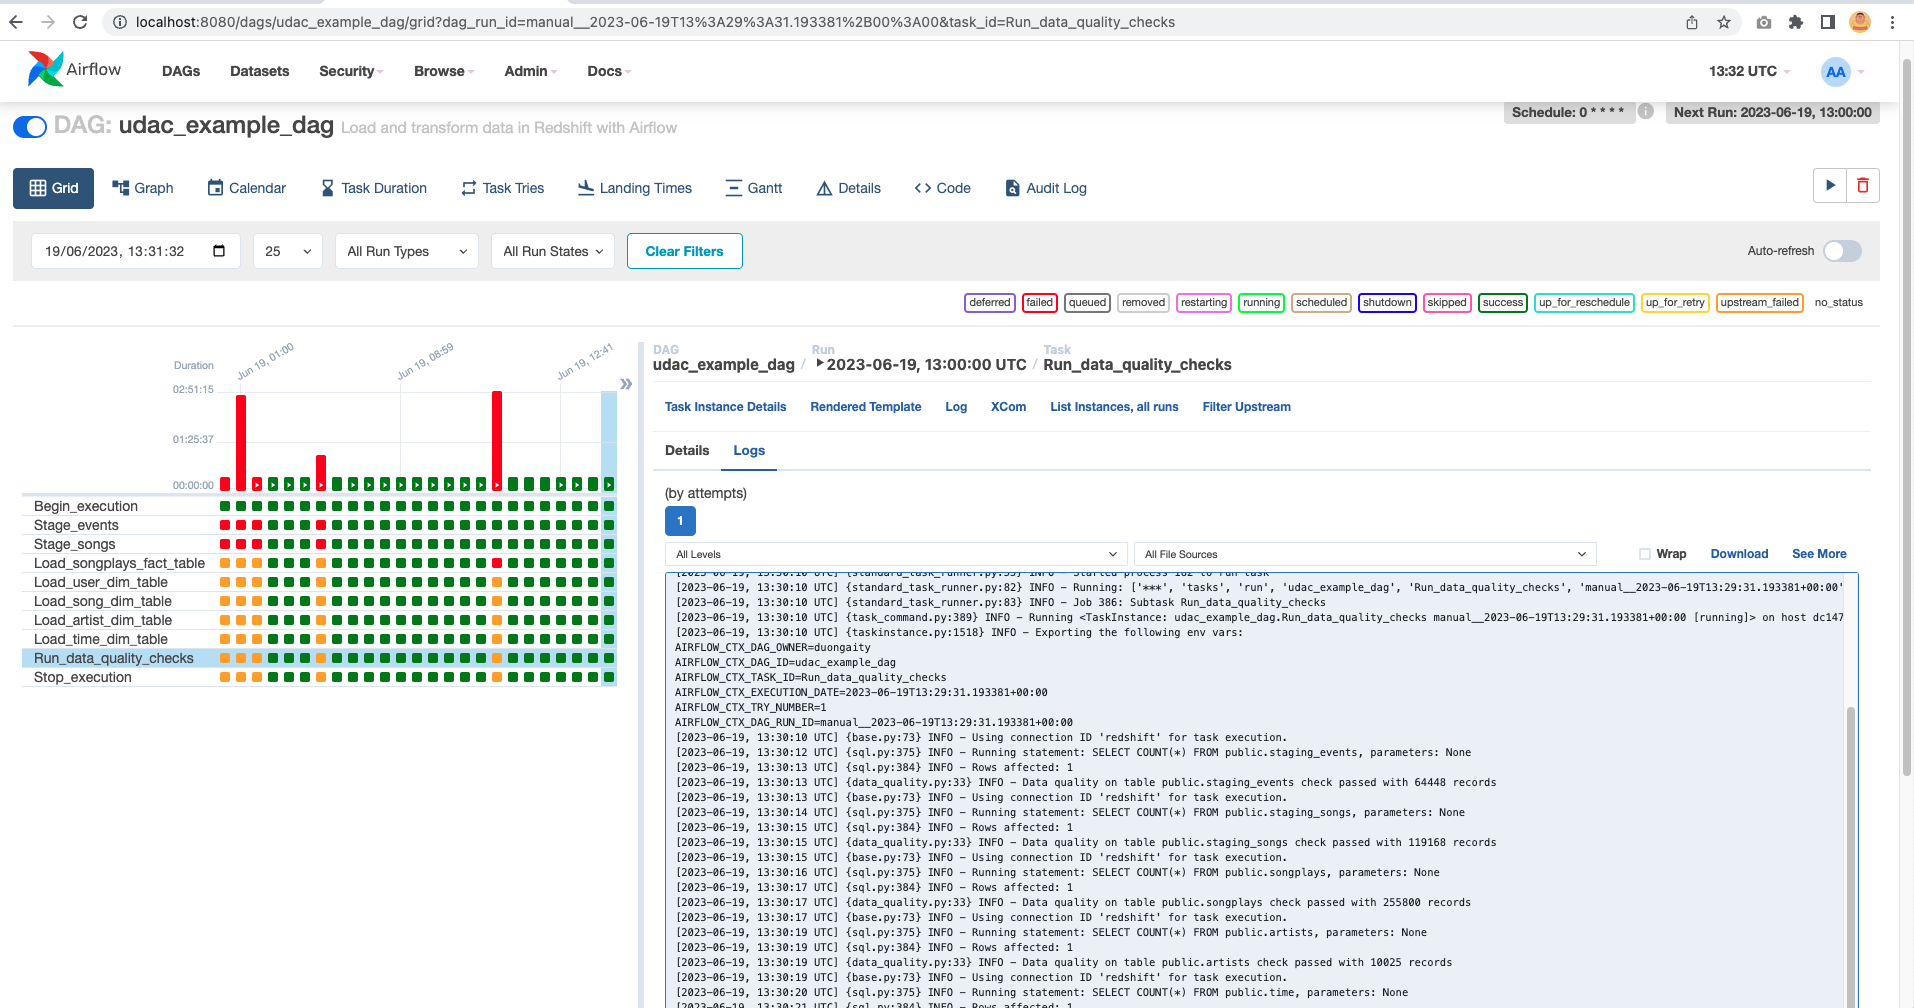 localhost:8080/dags/udac_example_dag/grid?dag_run_id=manual__2023-06-19T13%3A29%3A31.193381%2B00%3A00&task_id=Run_data_quality_checks
Airflow
DAGs
Datasets
Security
Browse
Admin
Docs
13:32 UTC
AA
DAG: udac_example_dag Load and transform data in Redshift with Airflow
Schedule: 0 * * * *
i
Next Run: 2023-06-19, 13:00:00
Grid
Graph
Calendar
Task Duration
Task Tries
Landing Times
Gantt
Details
Code
Audit Log
19/06/2023, 13:31:32
25
All Run Types
All Run States
Clear Filters
Auto-refresh
deferred
failed
queued
removed
restarting
running
scheduled
shutdown
skipped
success
up_for_reschedule
up_for_retry
upstream_failed
no_status
Duration
Jun 19, 01:00
Jun 19, 08:59
Jun 19, 12:41
02:51:15
01:25:37
00:00:00
Begin_execution
Stage_events
Stage_songs
Load_songplays_fact_table
Load_user_dim_table
Load_song_dim_table
Load_artist_dim_table
Load_time_dim_table
Run_data_quality_checks
Stop_execution
DAG
udac_example_dag
/
Run
2023-06-19, 13:00:00 UTC
/
Task
Run_data_quality_checks
Task Instance Details
Rendered Template
Log
XCom
List Instances, all runs
Filter Upstream
Details
Logs
(by attempts)
1
All Levels
All File Sources
Wrap
Download
See More
[2023-06-19, 13:30:10 UTC] {standard_task_runner.py:55} INFO - Started process 162 to run task
[2023-06-19, 13:30:10 UTC] {standard_task_runner.py:82} INFO - Running: ['***', 'tasks', 'run', 'udac_example_dag', 'Run_data_quality_checks', 'manual__2023-06-19T13:29:31.193381+00:00'
[2023-06-19, 13:30:10 UTC] {standard_task_runner.py:83} INFO - Job 386: Subtask Run_data_quality_checks
[2023-06-19, 13:30:10 UTC] {task_command.py:389} INFO - Running <TaskInstance: udac_example_dag.Run_data_quality_checks manual__2023-06-19T13:29:31.193381+00:00 [running]> on host dc147
[2023-06-19, 13:30:10 UTC] {taskinstance.py:1518} INFO - Exporting the following env vars:
AIRFLOW_CTX_DAG_OWNER=duongaity
AIRFLOW_CTX_DAG_ID=udac_example_dag
AIRFLOW_CTX_TASK_ID=Run_data_quality_checks
AIRFLOW_CTX_EXECUTION_DATE=2023-06-19T13:29:31.193381+00:00
AIRFLOW_CTX_TRY_NUMBER=1
AIRFLOW_CTX_DAG_RUN_ID=manual__2023-06-19T13:29:31.193381+00:00
[2023-06-19, 13:30:10 UTC] {base.py:73} INFO - Using connection ID 'redshift' for task execution.
[2023-06-19, 13:30:12 UTC] {sql.py:375} INFO - Running statement: SELECT COUNT(*) FROM public.staging_events, parameters: None
[2023-06-19, 13:30:13 UTC] {sql.py:384} INFO - Rows affected: 1
[2023-06-19, 13:30:13 UTC] {data_quality.py:33} INFO - Data quality on table public.staging_events check passed with 64448 records
[2023-06-19, 13:30:13 UTC] {base.py:73} INFO - Using connection ID 'redshift' for task execution.
[2023-06-19, 13:30:14 UTC] {sql.py:375} INFO - Running statement: SELECT COUNT(*) FROM public.staging_songs, parameters: None
[2023-06-19, 13:30:15 UTC] {sql.py:384} INFO - Rows affected: 1
[2023-06-19, 13:30:15 UTC] {data_quality.py:33} INFO - Data quality on table public.staging_songs check passed with 119168 records
[2023-06-19, 13:30:15 UTC] {base.py:73} INFO - Using connection ID 'redshift' for task execution.
[2023-06-19, 13:30:16 UTC] {sql.py:375} INFO - Running statement: SELECT COUNT(*) FROM public.songplays, parameters: None
[2023-06-19, 13:30:17 UTC] {sql.py:384} INFO - Rows affected: 1
[2023-06-19, 13:30:17 UTC] {data_quality.py:33} INFO - Data quality on table public.songplays check passed with 255800 records
[2023-06-19, 13:30:17 UTC] {base.py:73} INFO - Using connection ID 'redshift' for task execution.
[2023-06-19, 13:30:19 UTC] {sql.py:375} INFO - Running statement: SELECT COUNT(*) FROM public.artists, parameters: None
[2023-06-19, 13:30:19 UTC] {sql.py:384} INFO - Rows affected: 1
[2023-06-19, 13:30:19 UTC] {data_quality.py:33} INFO - Data quality on table public.artists check passed with 10025 records
[2023-06-19, 13:30:19 UTC] {base.py:73} INFO - Using connection ID 'redshift' for task execution.
[2023-06-19, 13:30:20 UTC] {sql.py:375} INFO - Running statement: SELECT COUNT(*) FROM public.time, parameters: None
[2023-06-19, 13:30:21 UTC] {sql.py:384} INFO - Rows affected: 1